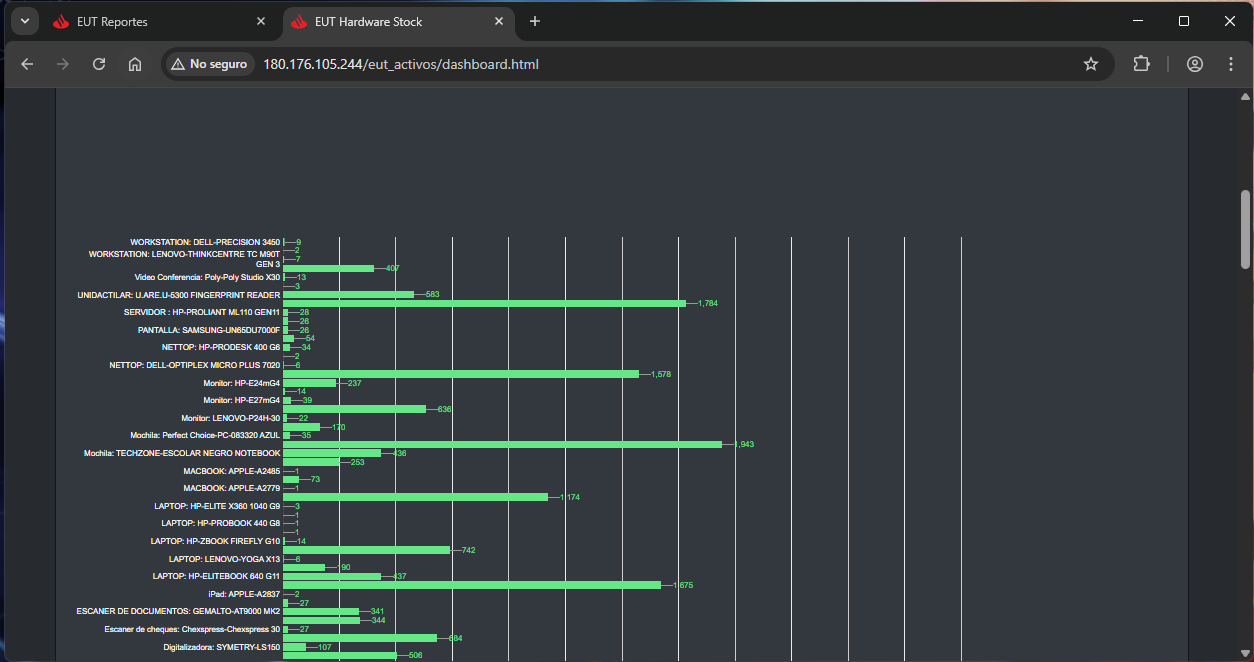 EUT Reportes
EUT Hardware Stock
No seguro
180.176.105.244/eut_activos/dashboard.html
WORKSTATION: DELL-PRECISION 3450 9
2
WORKSTATION: LENOVO-THINKCENTRE TC M90T
GEN 3
7
407
Video Conferencia: Poly-Poly Studio X30 13
3
UNIDACTILAR: U.ARE.U-5300 FINGERPRINT READER 583
1,784
SERVIDOR : HP-PROLIANT ML110 GEN11 28
26
PANTALLA: SAMSUNG-UN65DU7000F 26
54
NETTOP: HP-PRODESK 400 G6 34
2
NETTOP: DELL-OPTIPLEX MICRO PLUS 7020 6
1,578
Monitor: HP-E24mG4 237
14
Monitor: HP-E27mG4 39
636
Monitor: LENOVO-P24H-30 22
170
Mochila: Perfect Choice-PC-083320 AZUL 35
1,943
Mochila: TECHZONE-ESCOLAR NEGRO NOTEBOOK 436
253
MACBOOK: APPLE-A2485 1
73
MACBOOK: APPLE-A2779 1
1,174
LAPTOP: HP-ELITE X360 1040 G9 3
1
LAPTOP: HP-PROBOOK 440 G8 1
1
LAPTOP: HP-ZBOOK FIREFLY G10 14
742
LAPTOP: LENOVO-YOGA X13 6
190
LAPTOP: HP-ELITEBOOK 640 G11 437
1,675
iPad: APPLE-A2837 2
27
ESCANER DE DOCUMENTOS: GEMALTO-AT9000 MK2 341
344
Escaner de cheques: Chexspress-Chexspress 30 27
684
Digitalizadora: SYMETRY-LS150 107
506